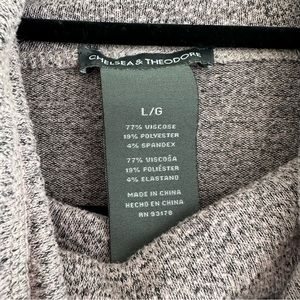 CHELSEA & THEODORE
L/G
77% VISCOSE
19% POLYESTER
4% SPANDEX
77% VISCOSA
19% POLIÉSTER
4% ELASTANO
MADE IN CHINA
HECHO EN CHINA
RN 93176